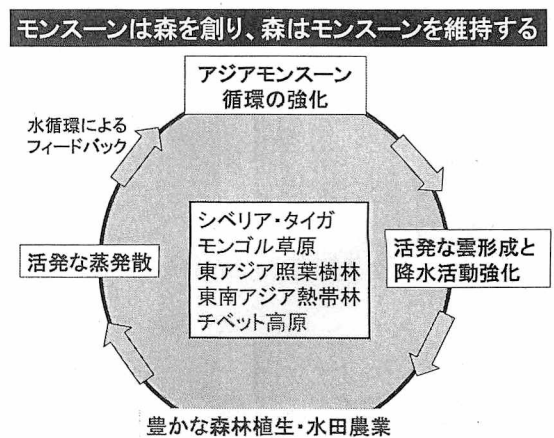 モンスーンは森を創り、森はモンスーンを維持する
アジアモンスーン
循環の強化
水循環による
フィードバック
シベリア・タイガ
モンゴル草原
東アジア照葉樹林
東南アジア熱帯林
チベット高原
活発な蒸発散
活発な雲形成と
降水活動強化
豊かな森林植生・水田農業